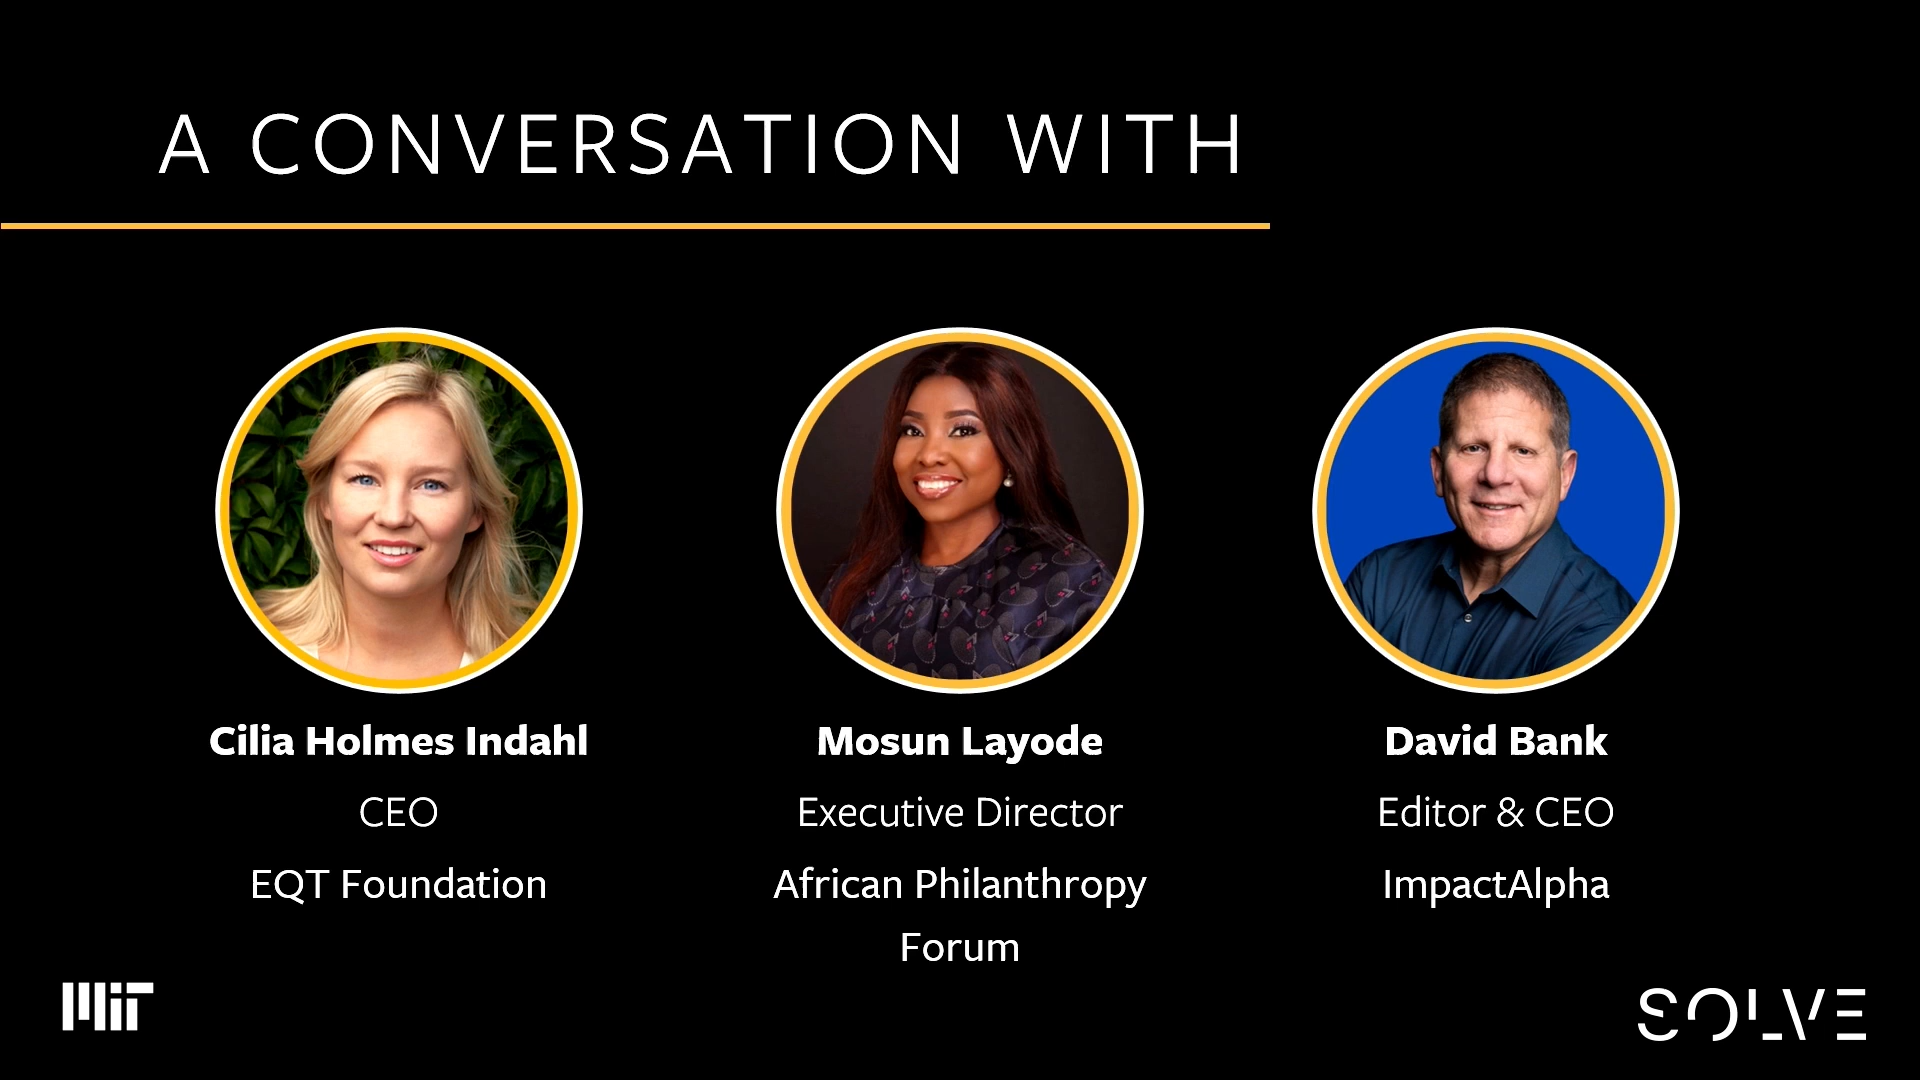 A CONVERSATION WITH
Cilia Holmes Indahl
CEO
EQT Foundation
Mosun Layode
Executive Director
African Philanthropy
Forum
David Bank
Editor & CEO
ImpactAlpha
MIT
SOLVE